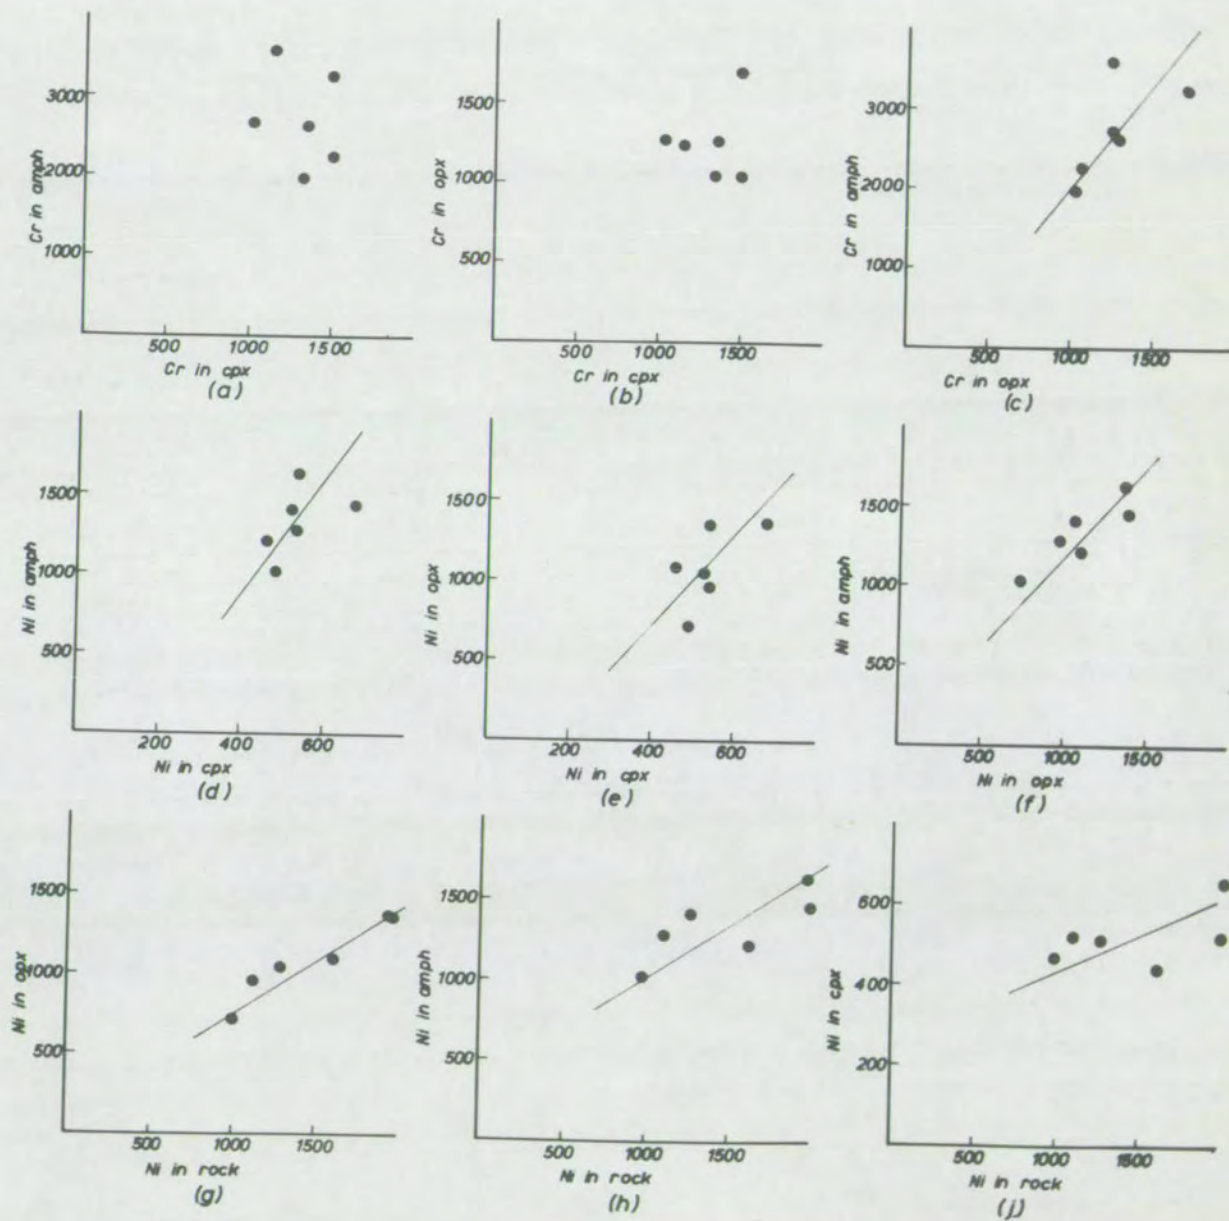 3000
2000
1000
Cr in amph
500
1000
1500
Cr in cpx
(a)
1500
1000
500
Cr in opx
500
1000
1500
Cr in cpx
(b)
3000
2000
1000
Cr in amph
500
1000
1500
Cr in opx
(c)
1500
1000
500
Ni in amph
200
400
600
Ni in cpx
(d)
1500
1000
500
Ni in opx
200
400
600
Ni in cpx
(e)
1500
1000
500
Ni in amph
500
1000
1500
Ni in opx
(f)
1500
1000
500
Ni in opx
500
1000
1500
Ni in rock
(g)
1500
1000
500
Ni in amph
500
1000
1500
Ni in rock
(h)
600
400
200
Ni in cpx
500
1000
1500
Ni in rock
(j)